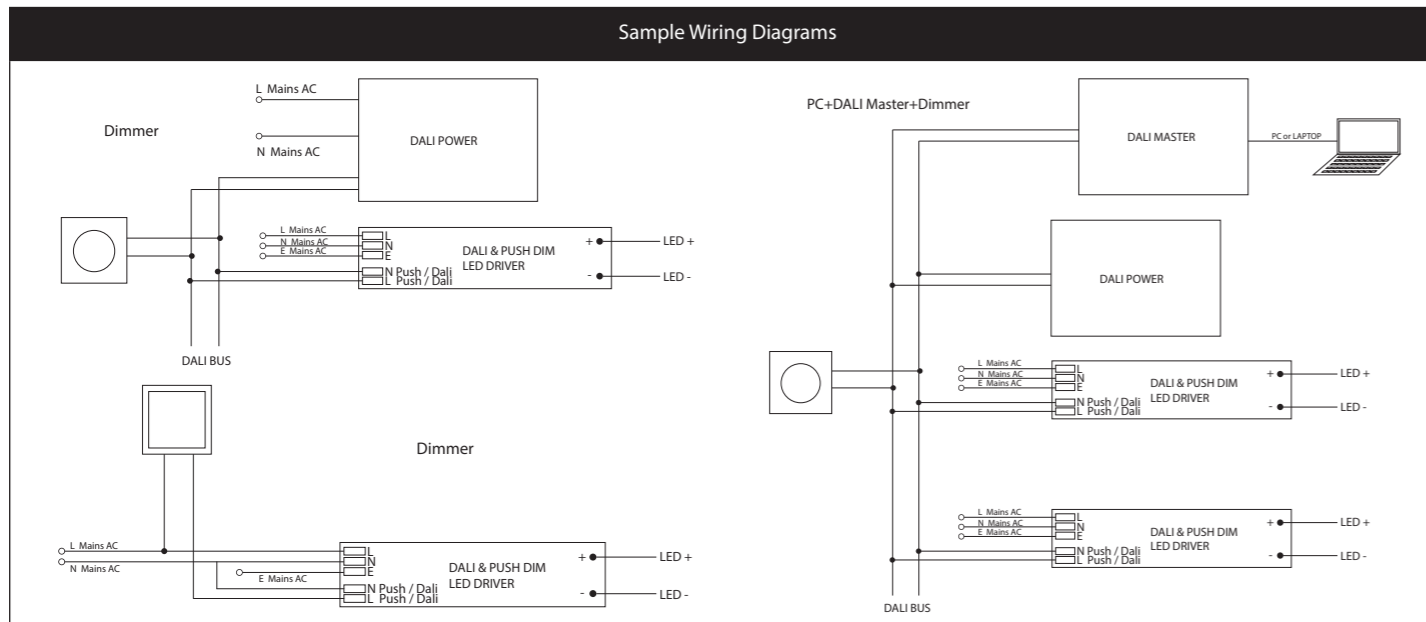 Sample Wiring Diagrams
L Mains AC
Dimmer
N Mains AC
DALI POWER
L Mains AC
N Mains AC
E Mains AC
L
N
E
N Push / Dali
L Push / Dali
DALI & PUSH DIM
LED DRIVER
+
-
LED +
LED -
DALI BUS
Dimmer
L Mains AC
N Mains AC
E Mains AC
L
N
E
N Push / Dali
L Push / Dali
DALI & PUSH DIM
LED DRIVER
+
-
LED +
LED -
PC+DALI Master+Dimmer
DALI MASTER
PC or LAPTOP
DALI POWER
L Mains AC
N Mains AC
E Mains AC
L
N
E
N Push / Dali
L Push / Dali
DALI & PUSH DIM
LED DRIVER
+
-
LED +
LED -
L Mains AC
N Mains AC
E Mains AC
L
N
E
N Push / Dali
L Push / Dali
DALI & PUSH DIM
LED DRIVER
+
-
LED +
LED -
DALI BUS